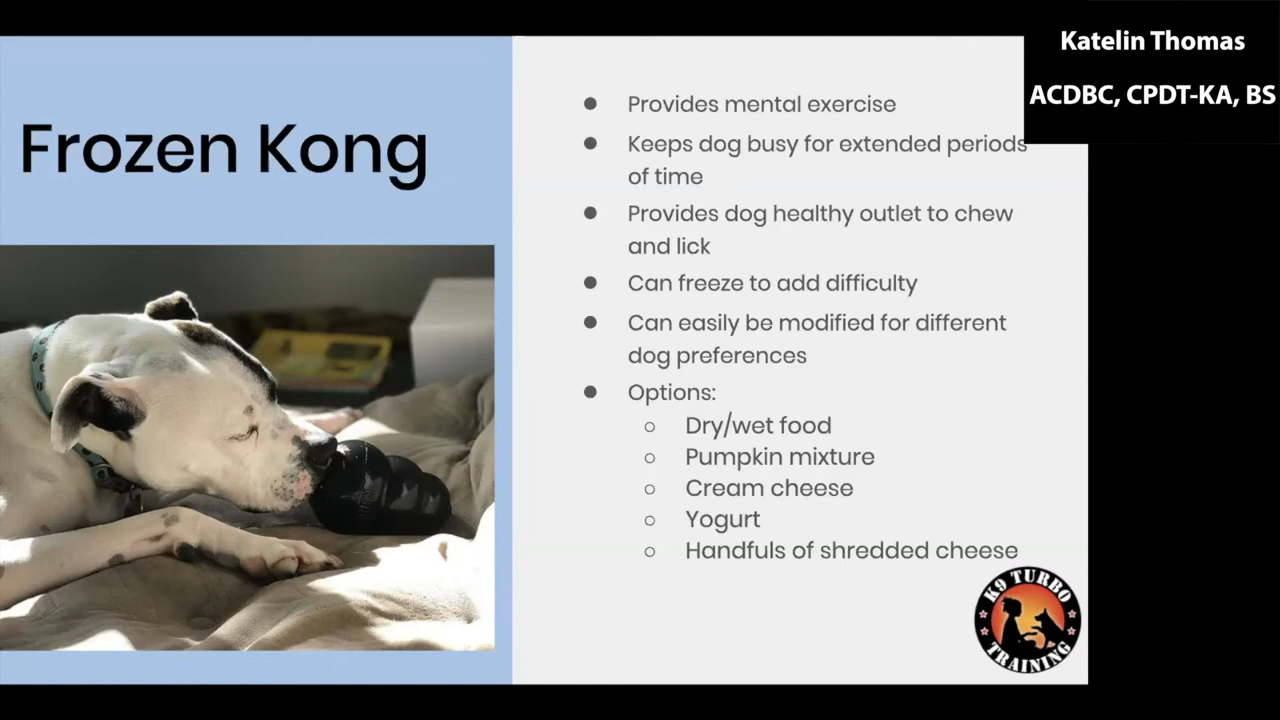 Katelin Thomas
ACDBC, CPDT-KA, BS
Frozen Kong
● Provides mental exercise
● Keeps dog busy for extended periods
of time
● Provides dog healthy outlet to chew
and lick
● Can freeze to add difficulty
● Can easily be modified for different
dog preferences
● Options:
○ Dry/wet food
○ Pumpkin mixture
○ Cream cheese
○ Yogurt
○ Handfuls of shredded cheese
K9 TURBO
TRAINING